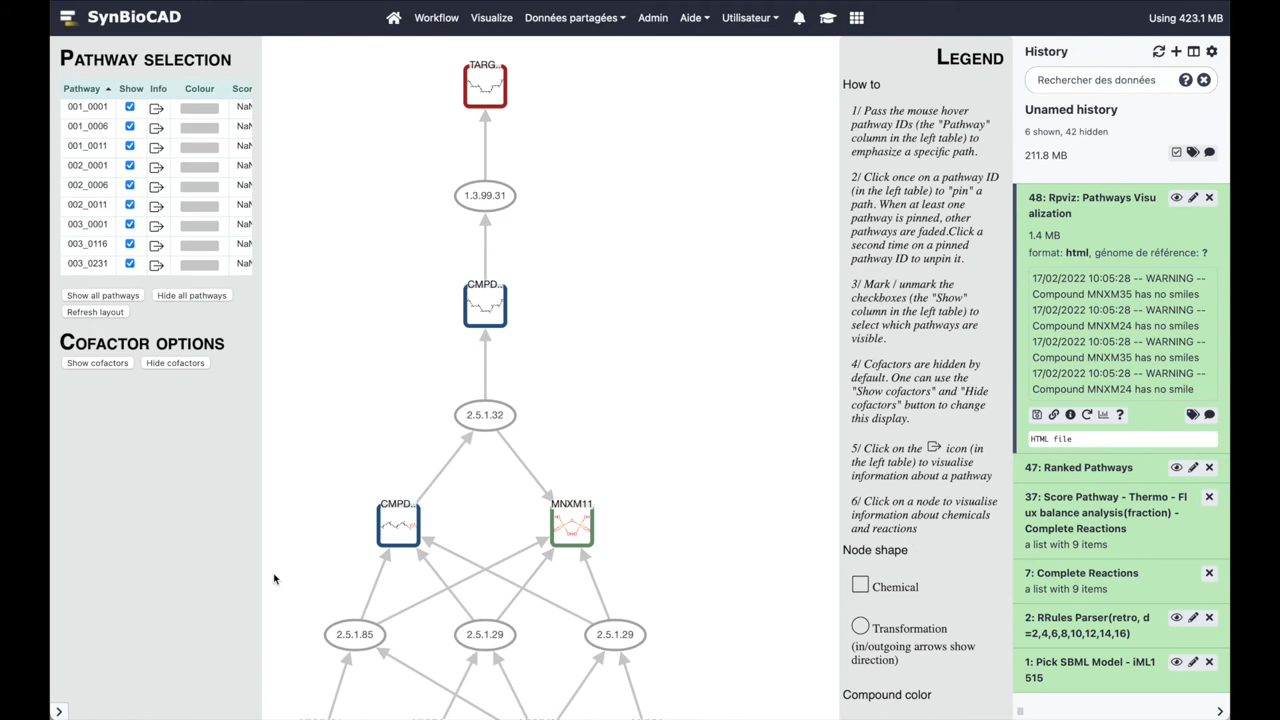 SynBioCAD
Workflow
Visualize
Données partagées
Admin
Aide
Utilisateur
Using 423.1 MB
Pathway selection
Pathway Show Info Colour Scor
001_0001 NaN
001_0006 NaN
001_0011 NaN
002_0001 NaN
002_0006 NaN
002_0011 NaN
003_0001 NaN
003_0116 NaN
003_0231 NaN
Show all pathways
Hide all pathways
Refresh layout
Cofactor options
Show cofactors
Hide cofactors
TARG..
1.3.99.31
CMPD..
2.5.1.32
CMPD..
MNXM11
2.5.1.85
2.5.1.29
2.5.1.29
Legend
How to
1/ Pass the mouse hover
pathway IDs (the "Pathway"
column in the left table) to
emphasize a specific path.
2/ Click once on a pathway ID
(in the left table) to "pin" a
path. When at least one
pathway is pinned, other
pathways are faded.Click a
second time on a pinned
pathway ID to unpin it.
3/ Mark / unmark the
checkboxes (the "Show"
column in the left table) to
select which pathways are
visible.
4/ Cofactors are hidden by
default. One can use the
"Show cofactors" and "Hide
cofactors" button to change
this display.
5/ Click on the icon (in
the left table) to visualise
information about a pathway
6/ Click on a node to visualise
information about chemicals
and reactions
Node shape
Chemical
Transformation
(in/outgoing arrows show
direction)
Compound color
History
Rechercher des données
Unamed history
6 shown, 42 hidden
211.8 MB
48: Rpviz: Pathways Visu
alization
1.4 MB
format: html, génome de référence: ?
17/02/2022 10:05:28 -- WARNING --
Compound MNXM35 has no smiles
17/02/2022 10:05:28 -- WARNING --
Compound MNXM24 has no smiles
17/02/2022 10:05:28 -- WARNING --
Compound MNXM35 has no smiles
17/02/2022 10:05:28 -- WARNING --
Compound MNXM24 has no smile
HTML file
47: Ranked Pathways
37: Score Pathway - Thermo - Fl
ux balance analysis(fraction) -
Complete Reactions
a list with 9 items
7: Complete Reactions
a list with 9 items
2: RRules Parser(retro, d
=2,4,6,8,10,12,14,16)
1: Pick SBML Model - iML1
515